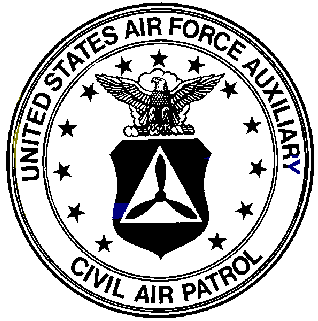 UNITED STATES AIR FORCE AUXILIARY
CIVIL AIR PATROL